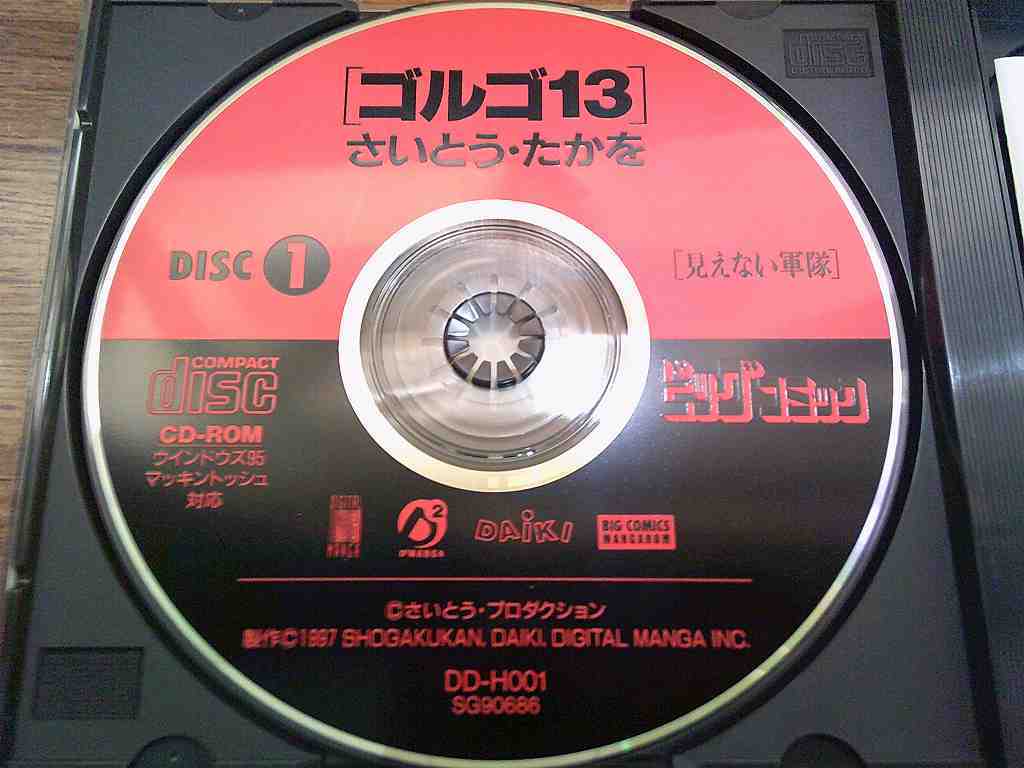 [ゴルゴ13]
さいとう・たかを
DISC 1
[見えない軍隊]
COMPACT
disc
CD-ROM
ウインドウズ95
マッキントッシュ
対応
ビッグコミック
DIGITAL
MANGA
D²MANGA
DAiKI
BIG COMICS
MANGAROM
©さいとう・プロダクション
製作©1997 SHOGAKUKAN, DAIKI, DIGITAL MANGA INC.
DD-H001
SG90686